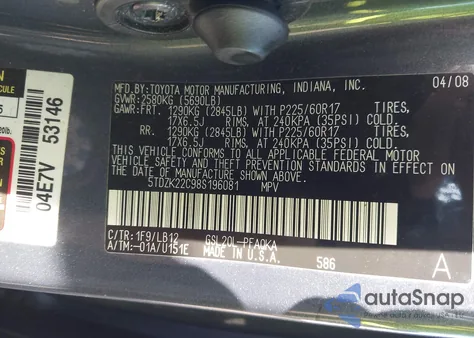 MFD.BY:TOYOTA MOTOR MANUFACTURING, INDIANA, INC. 04/08
GVWR:2580KG (5690LB)
GAWR:FRT. 1290KG (2845LB) WITH P225/60R17 TIRES,
17X6.5J RIMS, AT 240KPA (35PSI) COLD.
RR. 1290KG (2845LB) WITH P225/60R17 TIRES,
17X6.5J RIMS, AT 240KPA (35PSI) COLD.
THIS VEHICLE CONFORMS TO ALL APPLICABLE FEDERAL MOTOR
VEHICLE SAFETY AND THEFT PREVENTION STANDARDS IN EFFECT
ON THE DATE OF MANUFACTURE SHOWN ABOVE.
5TDZK22C98S196081 MPV
C/TR:1F9/LB12 GSL20L-PFAQKA
A/TM:-01A/U151E MADE IN U.S.A. 586 A
04E7V 53146
autoSnap